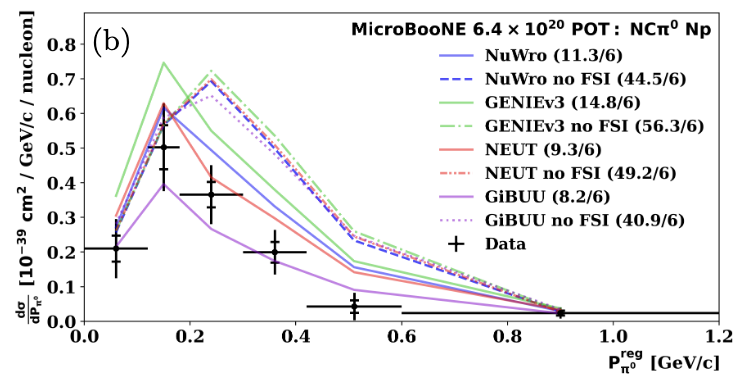 (b)
MicroBooNE 6.4 × 10²⁰ POT : NCπ⁰ Np
NuWro (11.3/6)
NuWro no FSI (44.5/6)
GENIEv3 (14.8/6)
GENIEv3 no FSI (56.3/6)
NEUT (9.3/6)
NEUT no FSI (49.2/6)
GiBUU (8.2/6)
GiBUU no FSI (40.9/6)
Data
dσ/dP_π⁰ [10⁻³⁹ cm² / GeV/c / nucleon]
0.8
0.7
0.6
0.5
0.4
0.3
0.2
0.1
0.0
0.0 0.2 0.4 0.6 0.8 1.0 1.2
P_π⁰^reg [GeV/c]